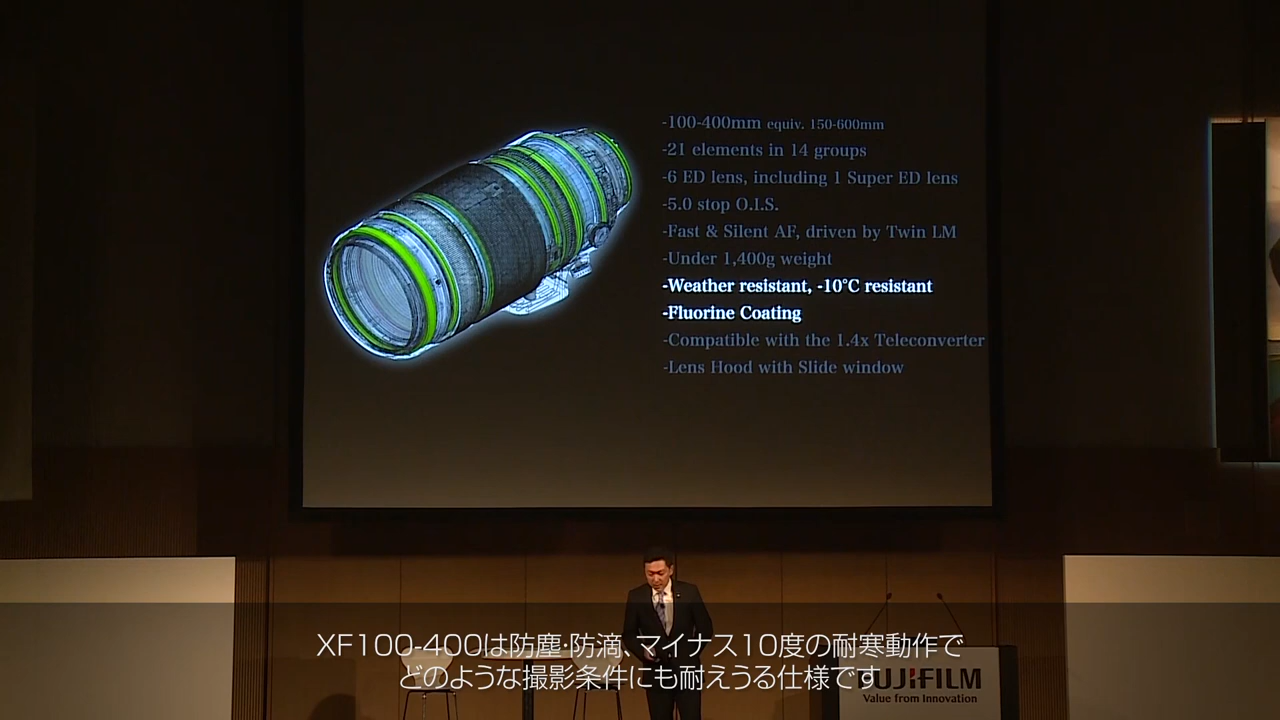 -100-400mm equiv. 150-600mm
-21 elements in 14 groups
-6 ED lens, including 1 Super ED lens
-5.0 stop O.I.S.
-Fast & Silent AF, driven by Twin LM
-Under 1,400g weight
-Weather resistant, -10°C resistant
-Fluorine Coating
-Compatible with the 1.4x Teleconverter
-Lens Hood with Slide window
XF100-400は防塵・防滴、マイナス10度の耐寒動作で
どのような撮影条件にも耐えうる仕様です
FUJIFILM
Value from Innovation